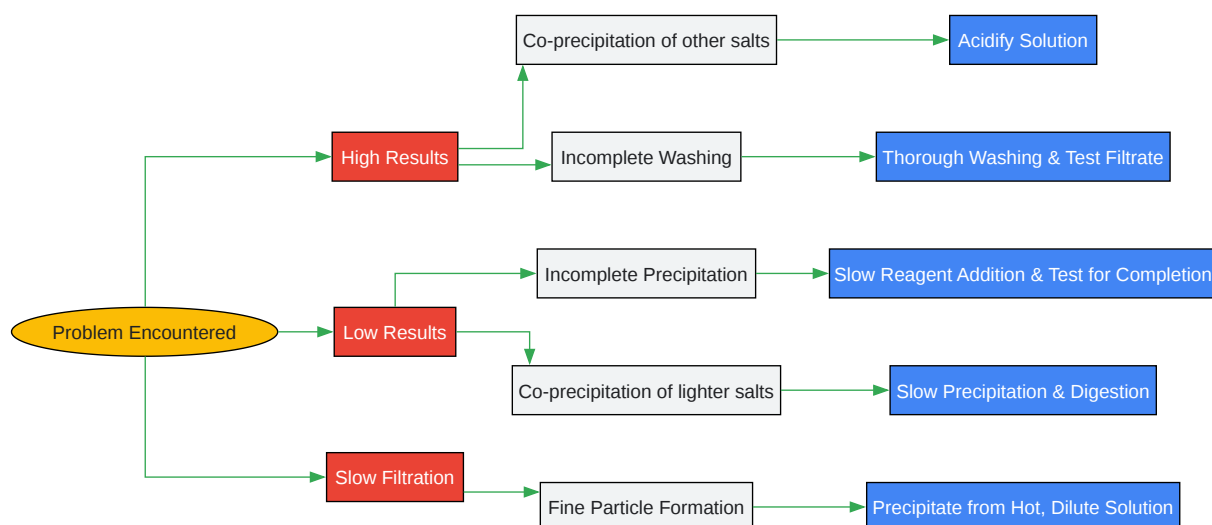 Co-precipitation of other salts
Acidify Solution
High Results
Incomplete Washing
Thorough Washing & Test Filtrate
Incomplete Precipitation
Slow Reagent Addition & Test for Completion
Problem Encountered
Low Results
Co-precipitation of lighter salts
Slow Precipitation & Digestion
Slow Filtration
Fine Particle Formation
Precipitate from Hot, Dilute Solution